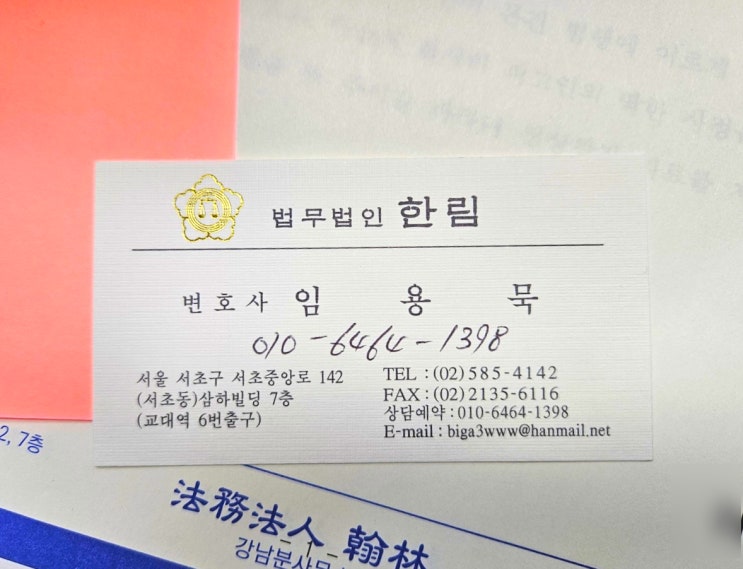 법무법인 한림
변호사 임용묵
010-6464-1398
서울 서초구 서초중앙로 142
(서초동)삼하빌딩 7층
(교대역 6번출구)
TEL : (02) 585-4142
FAX : (02) 2135-6116
상담예약 : 010-6464-1398
E-mail : biga3www@hanmail.net
2, 7층
法務法人 翰林
- 1 -
강남분사무